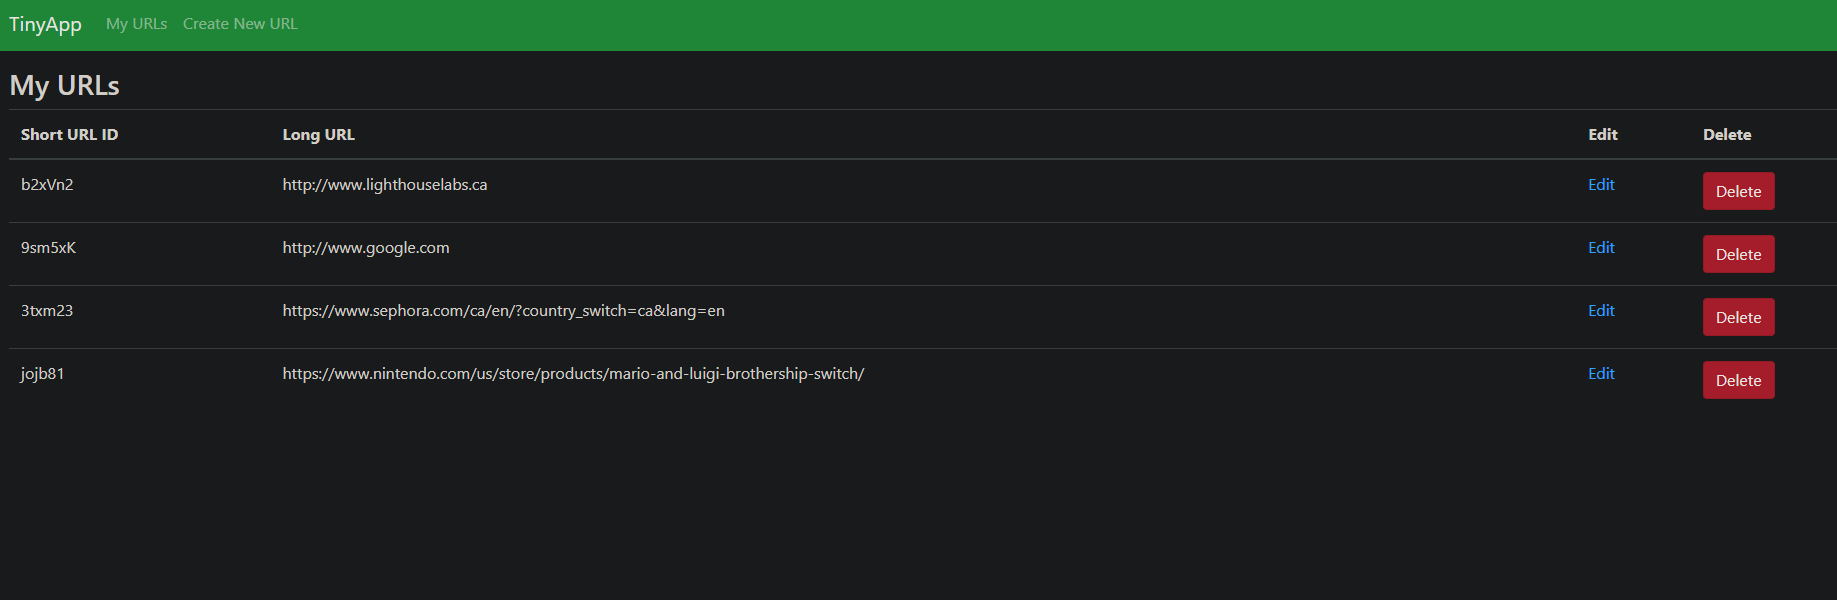 TinyApp My URLs Create New URL
My URLs
Short URL ID Long URL Edit Delete
b2xVn2 http://www.lighthouselabs.ca Edit Delete
9sm5xK http://www.google.com Edit Delete
3txm23 https://www.sephora.com/ca/en/?country_switch=ca&lang=en Edit Delete
jojb81 https://www.nintendo.com/us/store/products/mario-and-luigi-brothership-switch/ Edit Delete